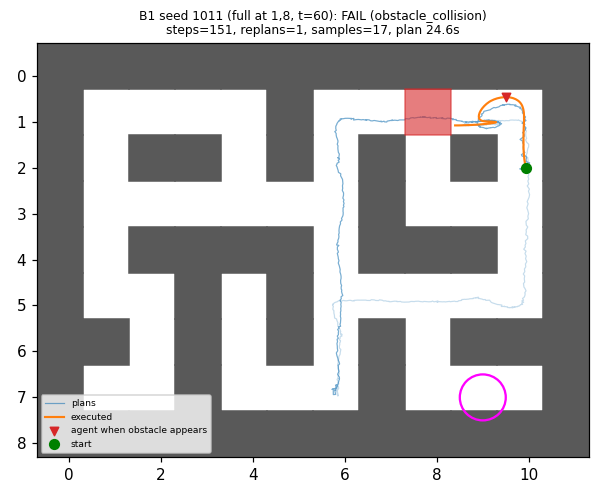 B1 seed 1011 (full at 1,8, t=60): FAIL (obstacle_collision)
steps=151, replans=1, samples=17, plan 24.6s
0
1
2
3
4
5
6
7
8
plans
executed
agent when obstacle appears
start
0 2 4 6 8 10